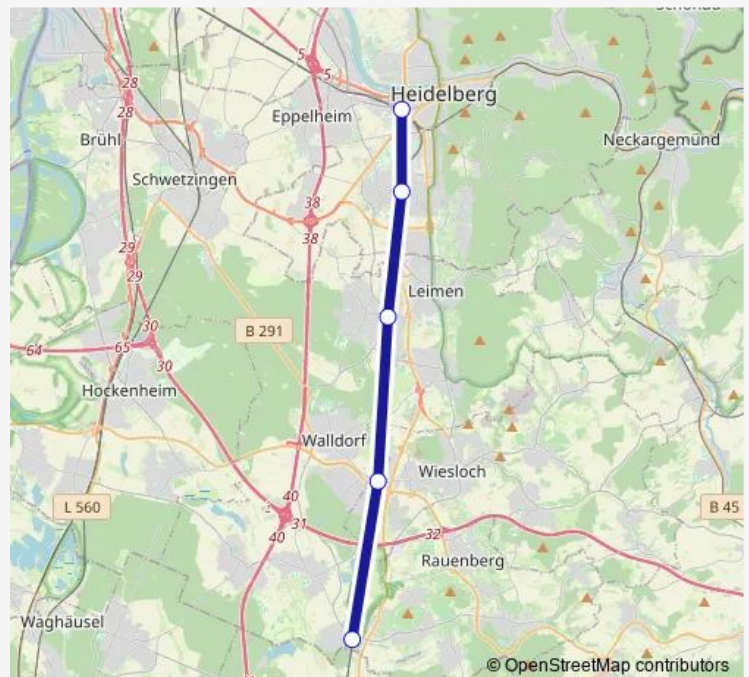 5
5
Heidelberg
28
28
Eppelheim
Brühl
Neckargemünd
Schwetzingen
38
38
29
29
Leimen
30
B 291
64
65
30
Hockenheim
Walldorf
Wiesloch
40
L 560
31
B 45
40
32
Rauenberg
Waghäusel
© OpenStreetMap contributors